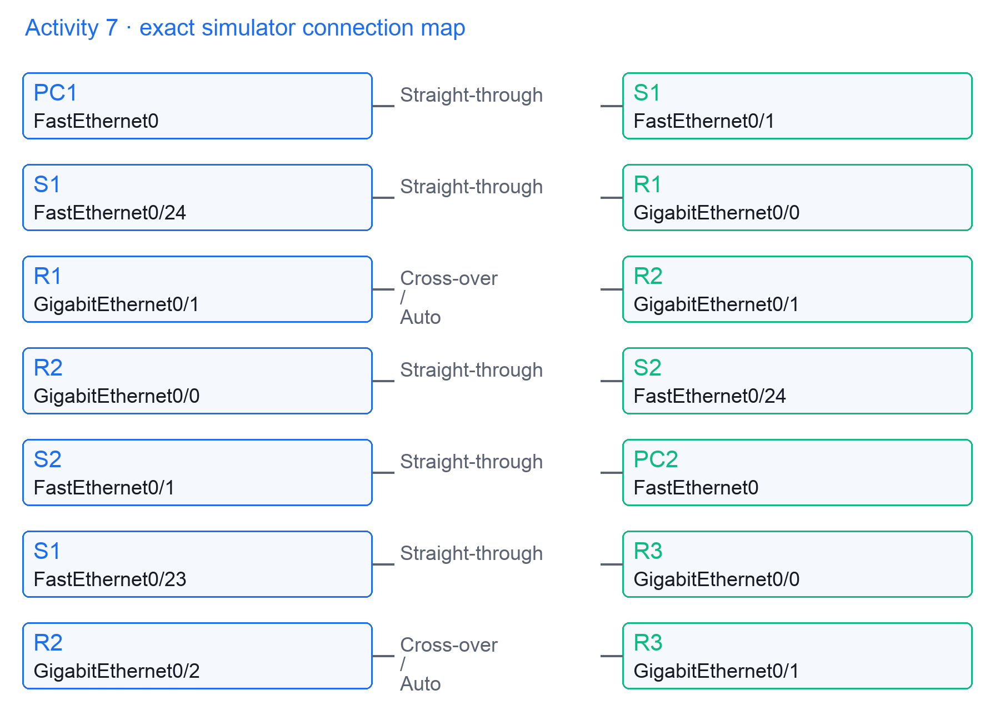 Activity 7 · exact simulator connection map
PC1
FastEthernet0
Straight-through
S1
FastEthernet0/1
S1
FastEthernet0/24
Straight-through
R1
GigabitEthernet0/0
R1
GigabitEthernet0/1
Cross-over
/
Auto
R2
GigabitEthernet0/1
R2
GigabitEthernet0/0
Straight-through
S2
FastEthernet0/24
S2
FastEthernet0/1
Straight-through
PC2
FastEthernet0
S1
FastEthernet0/23
Straight-through
R3
GigabitEthernet0/0
R2
GigabitEthernet0/2
Cross-over
/
Auto
R3
GigabitEthernet0/1